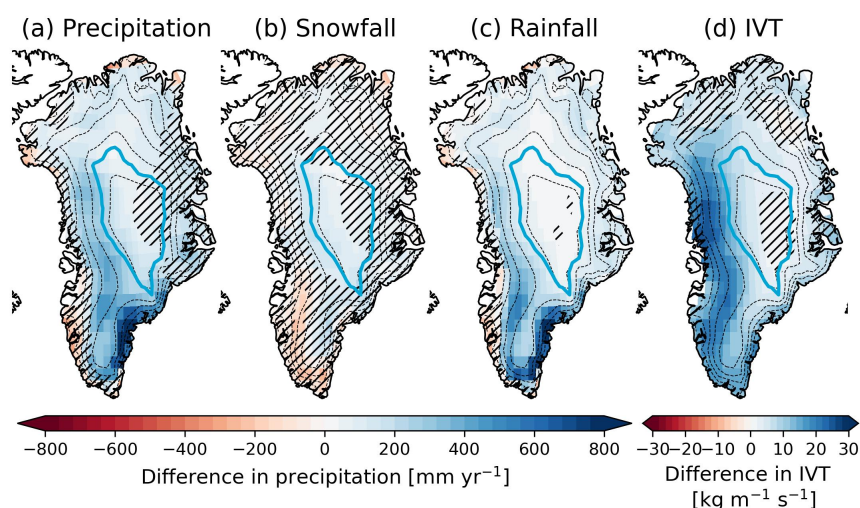 (a) Precipitation (b) Snowfall (c) Rainfall (d) IVT
−800 −600 −400 −200 0 200 400 600 800 −30 −20 −10 0 10 20 30
Difference in precipitation [mm yr⁻¹]
Difference in IVT
[kg m⁻¹ s⁻¹]